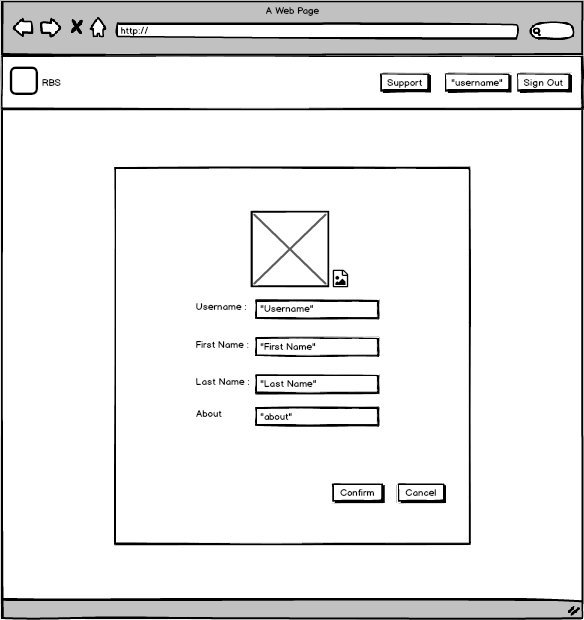 A Web Page
http://
RBS
Support
"username"
Sign Out
Username :
"Username"
First Name :
"First Name"
Last Name :
"Last Name"
About
"about"
Confirm
Cancel